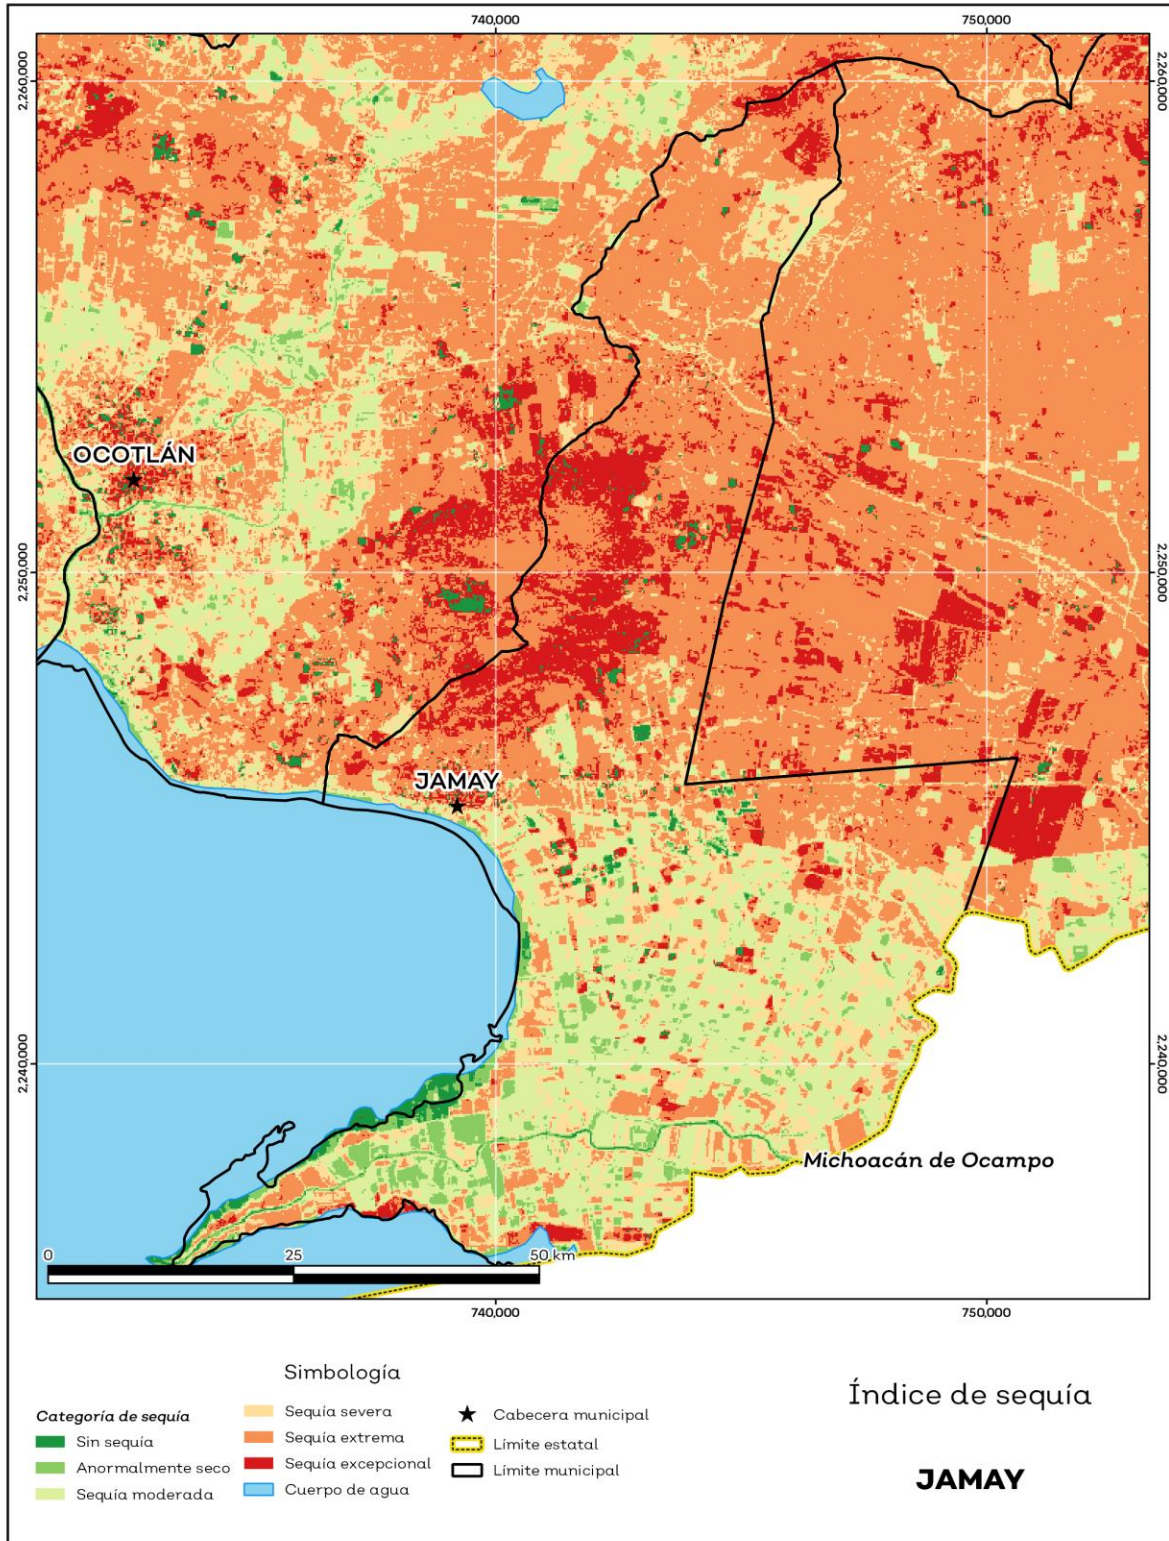 740,000
750,000
2,260,000
2,260,000
OCOTLÁN
2,250,000
2,250,000
JAMAY
2,240,000
2,240,000
Michoacán de Ocampo
0 25 50 km
740,000
750,000
Simbología
Categoría de sequía
Sin sequía
Anormalmente seco
Sequía moderada
Sequía severa
Sequía extrema
Sequía excepcional
Cuerpo de agua
Cabecera municipal
Límite estatal
Límite municipal
Índice de sequía
JAMAY